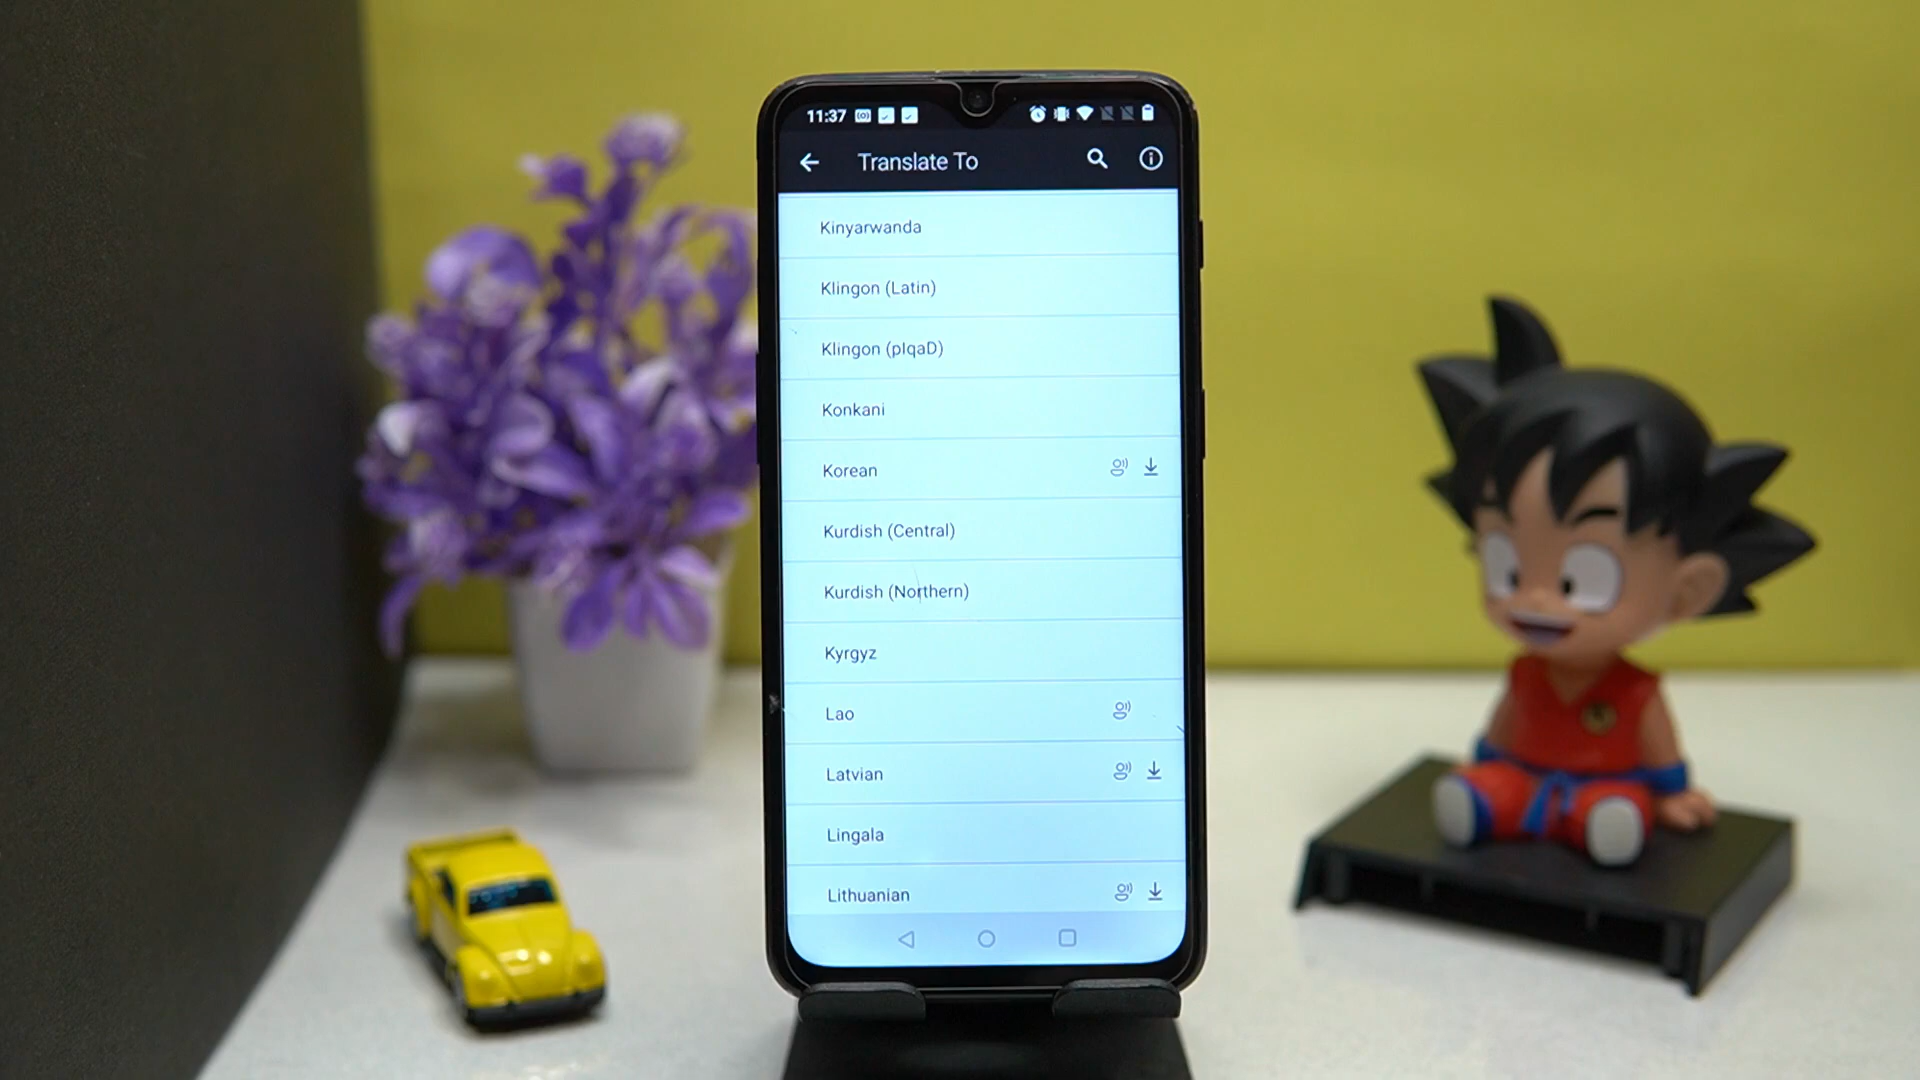 11:37
Translate To
Kinyarwanda
Klingon (Latin)
Klingon (pIqaD)
Konkani
Korean
Kurdish (Central)
Kurdish (Northern)
Kyrgyz
Lao
Latvian
Lingala
Lithuanian